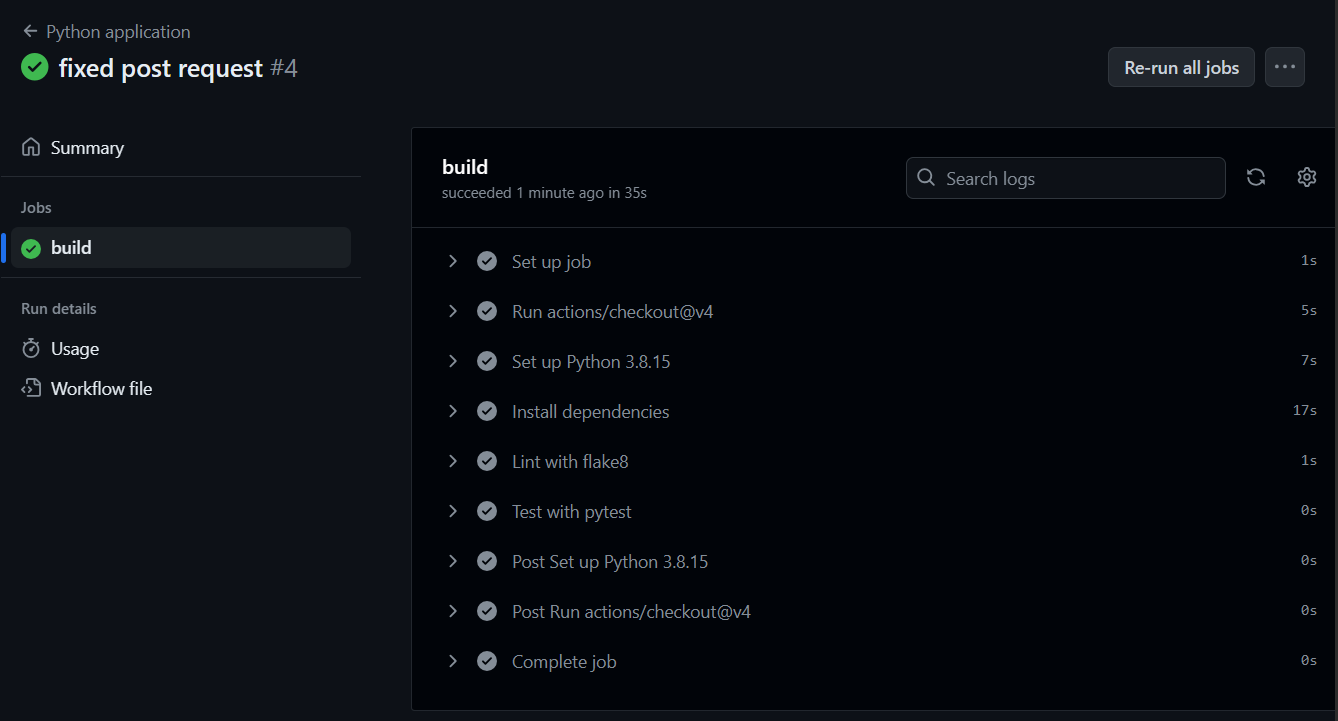 Python application
fixed post request #4
Re-run all jobs
Summary
Jobs
build
Run details
Usage
Workflow file
build
succeeded 1 minute ago in 35s
Search logs
Set up job 1s
Run actions/checkout@v4 5s
Set up Python 3.8.15 7s
Install dependencies 17s
Lint with flake8 1s
Test with pytest 0s
Post Set up Python 3.8.15 0s
Post Run actions/checkout@v4 0s
Complete job 0s